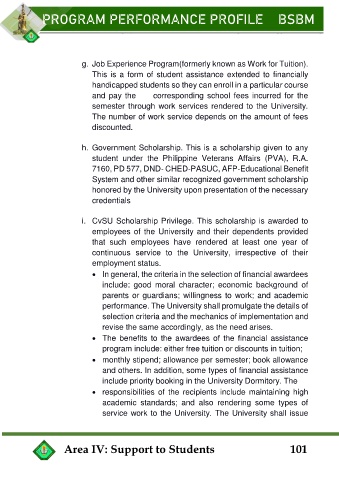 PROGRAM PERFORMANCE PROFILE   BSBM
g. Job Experience Program(formerly known as Work for Tuition).
This is a form of student assistance extended to financially
handicapped students so they can enroll in a particular course
and pay the corresponding school fees incurred for the
semester through work services rendered to the University.
The number of work service depends on the amount of fees
discounted.
h. Government Scholarship. This is a scholarship given to any
student under the Philippine Veterans Affairs (PVA), R.A.
7160, PD 577, DND- CHED-PASUC, AFP-Educational Benefit
System and other similar recognized government scholarship
honored by the University upon presentation of the necessary
credentials
i. CvSU Scholarship Privilege. This scholarship is awarded to
employees of the University and their dependents provided
that such employees have rendered at least one year of
continuous service to the University, irrespective of their
employment status.
• In general, the criteria in the selection of financial awardees
include: good moral character; economic background of
parents or guardians; willingness to work; and academic
performance. The University shall promulgate the details of
selection criteria and the mechanics of implementation and
revise the same accordingly, as the need arises.
• The benefits to the awardees of the financial assistance
program include: either free tuition or discounts in tuition;
• monthly stipend; allowance per semester; book allowance
and others. In addition, some types of financial assistance
include priority booking in the University Dormitory. The
• responsibilities of the recipients include maintaining high
academic standards; and also rendering some types of
service work to the University. The University shall issue
Area IV: Support to Students   101